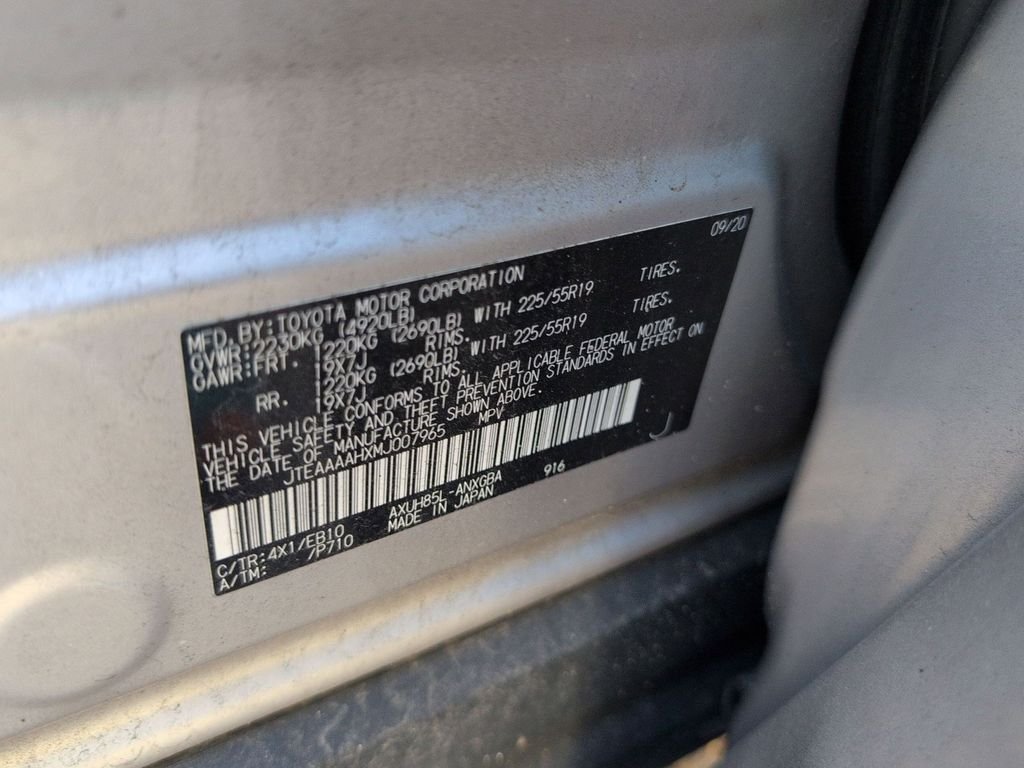 09/20
MFD. BY: TOYOTA MOTOR CORPORATION
GVWR: 2230KG (4920LB)
GAWR: FRT. 1220KG (2690LB) WITH 225/55R19 TIRES.
19X7J RIMS.
RR. 1220KG (2690LB) WITH 225/55R19 TIRES.
19X7J RIMS.
THIS VEHICLE CONFORMS TO ALL APPLICABLE FEDERAL MOTOR
VEHICLE SAFETY AND THEFT PREVENTION STANDARDS IN EFFECT ON
THE DATE OF MANUFACTURE SHOWN ABOVE.
JTEAAAAHXMJ007965 MPV
J
C/TR: 4X1/EB10 AXUH85L-ANXGBA 916
A/TM: /P710 MADE IN JAPAN